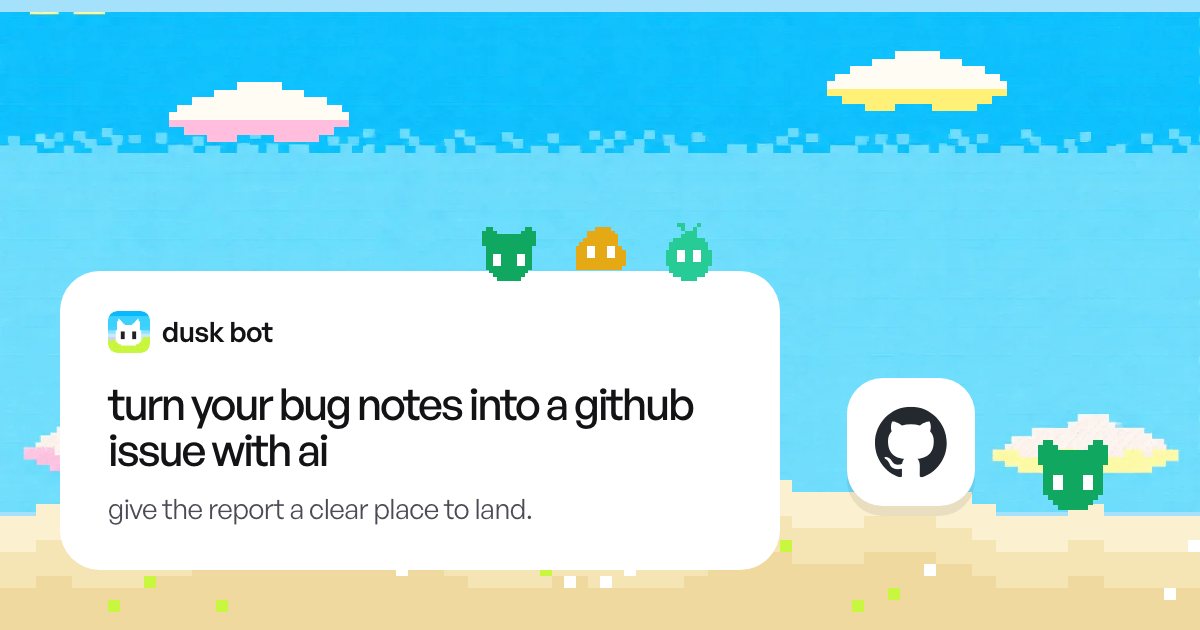 dusk bot
turn your bug notes into a github
issue with ai
give the report a clear place to land.